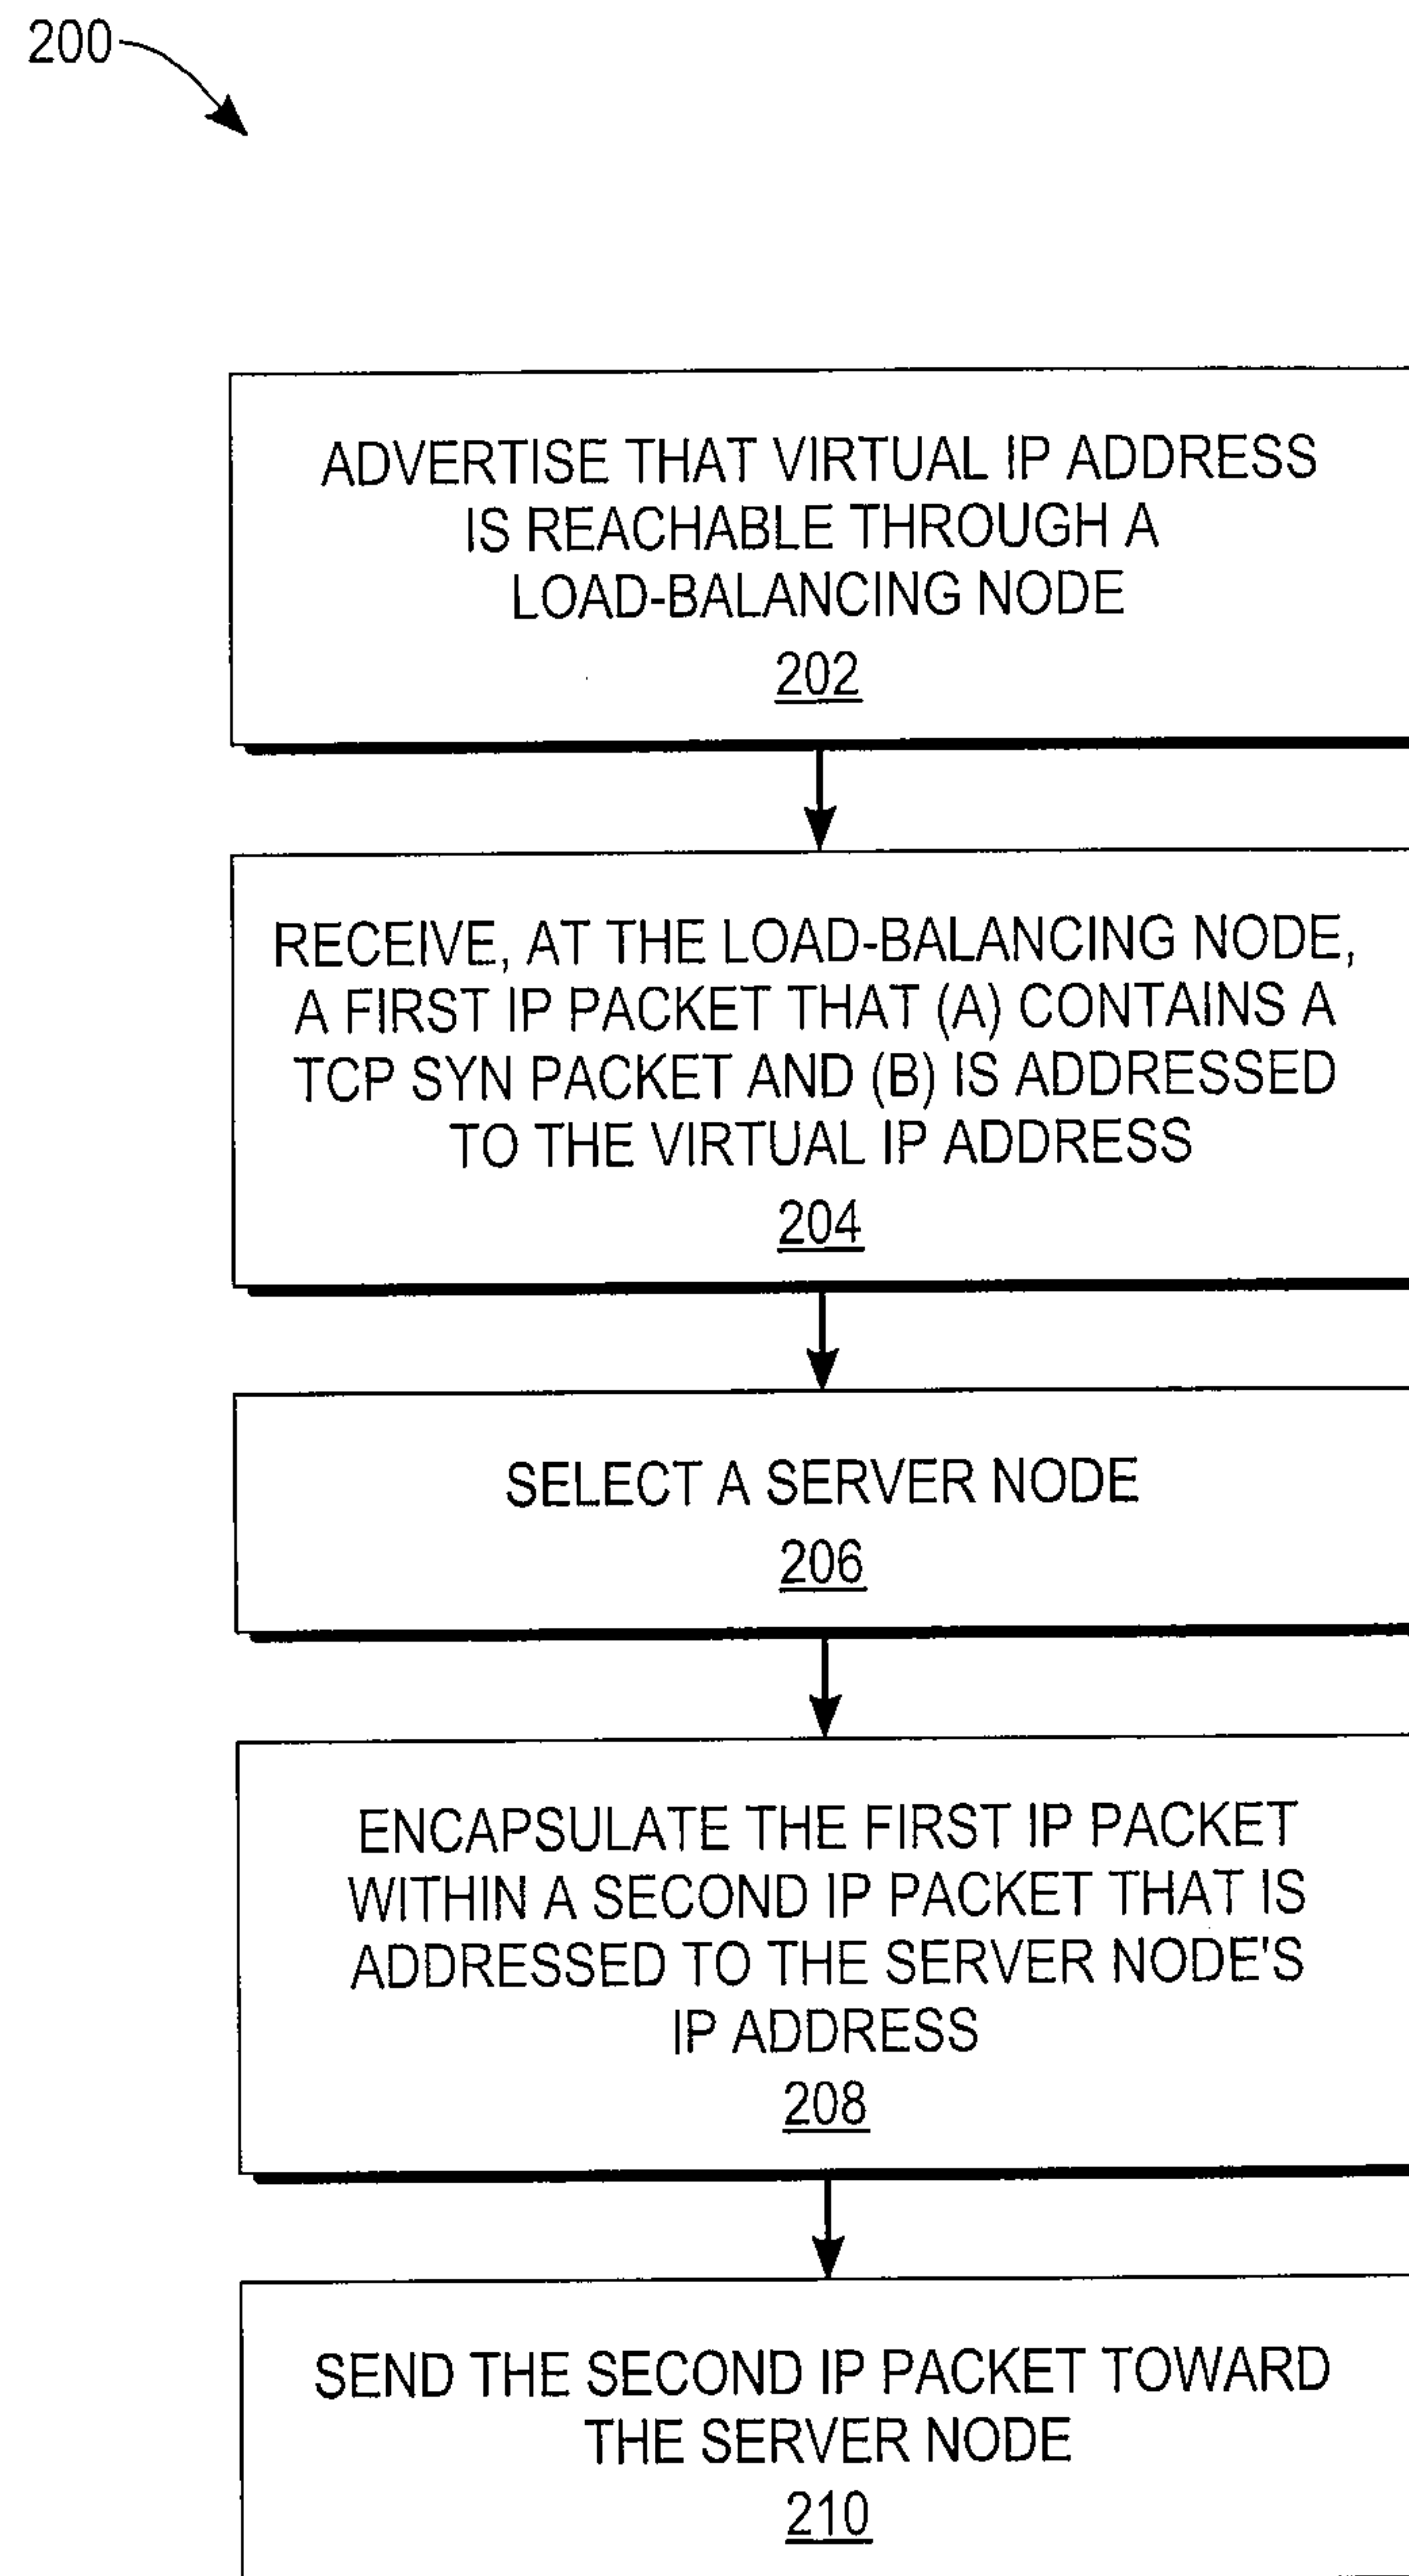 200
ADVERTISE THAT VIRTUAL IP ADDRESS
IS REACHABLE THROUGH A
LOAD-BALANCING NODE
202
RECEIVE, AT THE LOAD-BALANCING NODE,
A FIRST IP PACKET THAT (A) CONTAINS A
TCP SYN PACKET AND (B) IS ADDRESSED
TO THE VIRTUAL IP ADDRESS
204
SELECT A SERVER NODE
206
ENCAPSULATE THE FIRST IP PACKET
WITHIN A SECOND IP PACKET THAT IS
ADDRESSED TO THE SERVER NODE'S
IP ADDRESS
208
SEND THE SECOND IP PACKET TOWARD
THE SERVER NODE
210